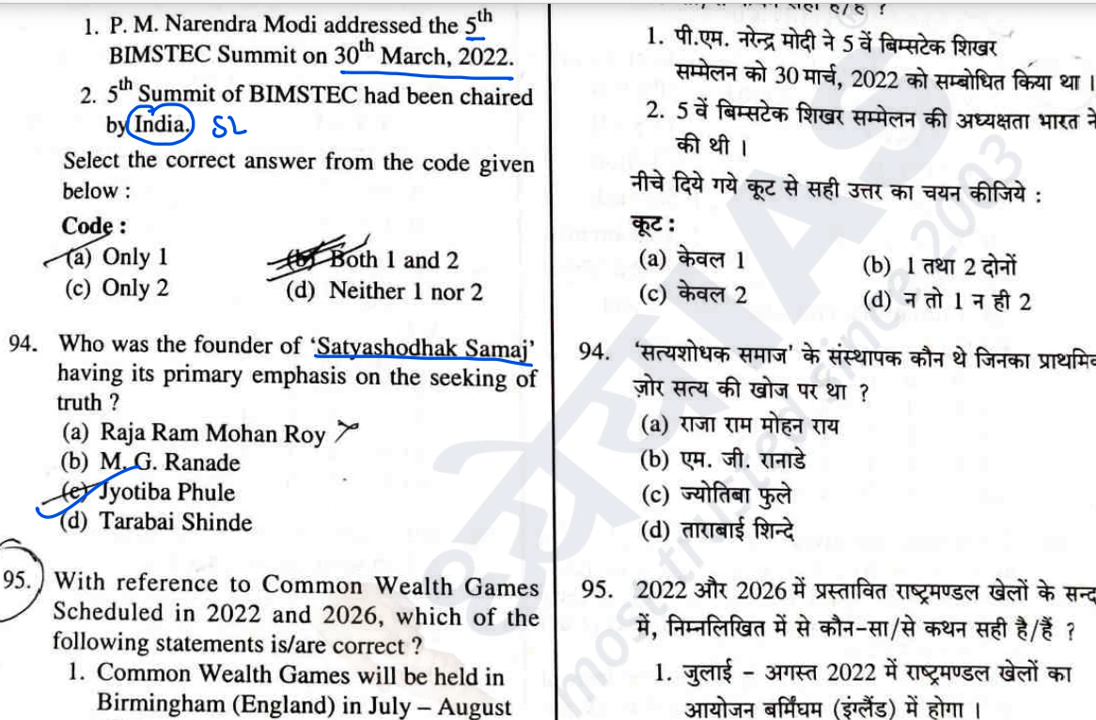 1. P. M. Narendra Modi addressed the 5th
BIMSTEC Summit on 30th March, 2022.
2. 5th Summit of BIMSTEC had been chaired
by India. SL
Select the correct answer from the code given
below :
Code :
(a) Only 1 (b) Both 1 and 2
(c) Only 2 (d) Neither 1 nor 2
94. Who was the founder of ‘Satyashodhak Samaj’
having its primary emphasis on the seeking of
truth ?
(a) Raja Ram Mohan Roy
(b) M. G. Ranade
(c) Jyotiba Phule
(d) Tarabai Shinde
95. With reference to Common Wealth Games
Scheduled in 2022 and 2026, which of the
following statements is/are correct ?
1. Common Wealth Games will be held in
Birmingham (England) in July – August
1. पी.एम. नरेन्द्र मोदी ने 5 वें बिम्सटेक शिखर
सम्मेलन को 30 मार्च, 2022 को सम्बोधित किया था ।
2. 5 वें बिम्सटेक शिखर सम्मेलन की अध्यक्षता भारत ने
की थी ।
नीचे दिये गये कूट से सही उत्तर का चयन कीजिये :
कूट :
(a) केवल 1 (b) 1 तथा 2 दोनों
(c) केवल 2 (d) न तो 1 न ही 2
94. ‘सत्यशोधक समाज’ के संस्थापक कौन थे जिनका
ज़ोर सत्य की खोज पर था ?
(a) राजा राम मोहन राय
(b) एम. जी. रानाडे
(c) ज्योतिबा फुले
(d) ताराबाई शिन्दे
95. 2022 और 2026 में प्रस्तावित राष्ट्रमण्डल खेलों के
में, निम्नलिखित में से कौन-सा/से कथन सही है/हैं ?
1. जुलाई – अगस्त 2022 में राष्ट्रमण्डल खेलों का
आयोजन बर्मिंघम (इंग्लैंड) में होगा ।
most trusted since 2003